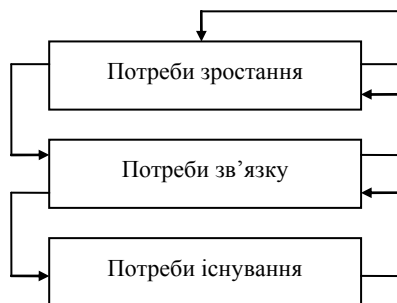 Потреби зростання
Потреби зв’язку
Потреби існування